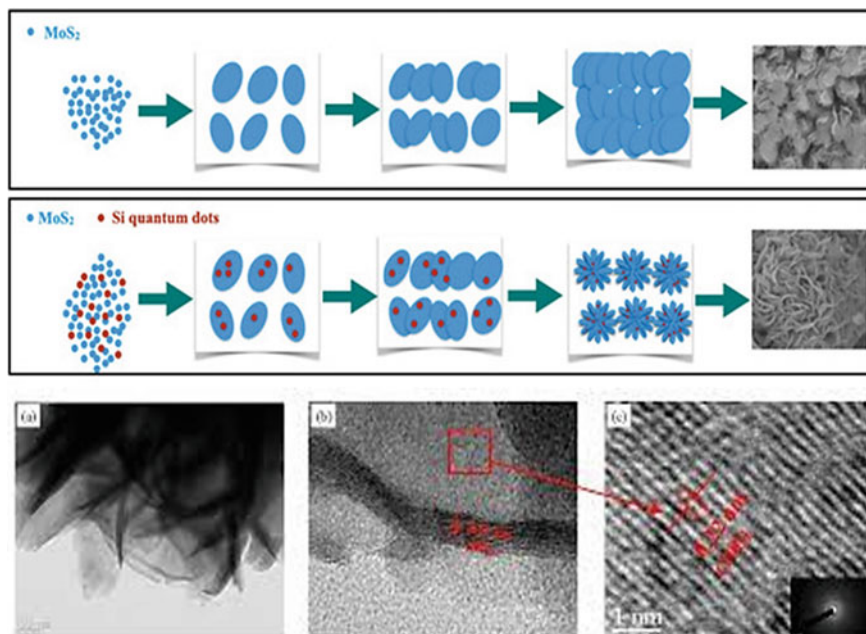 • MoS₂
• MoS₂ • Si quantum dots
(a)
(b)
(c)
1 nm